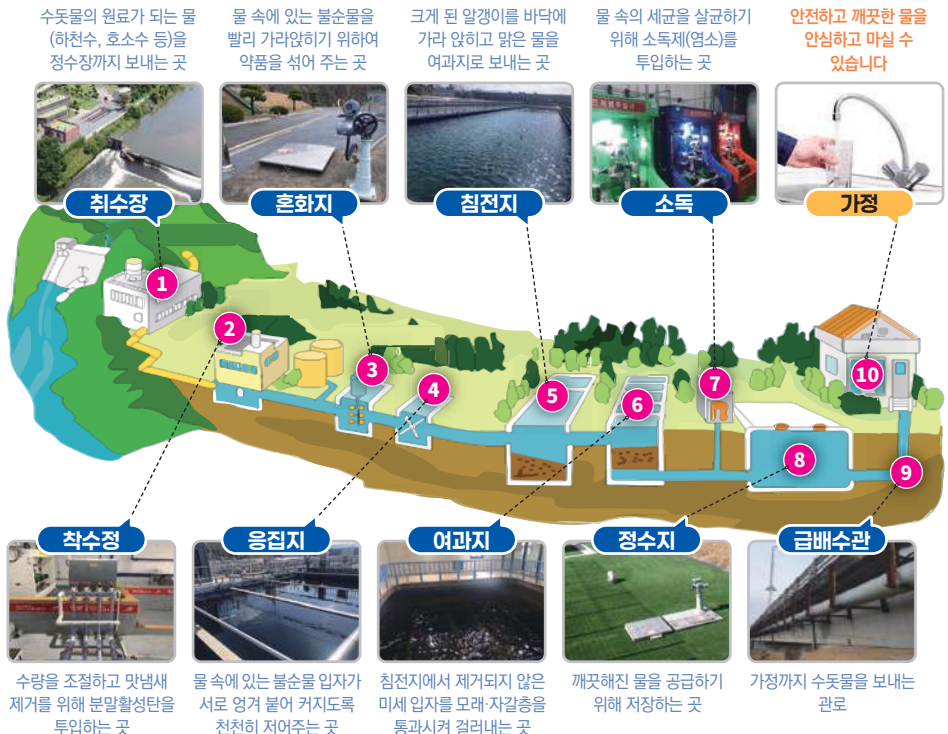 수돗물의 원료가 되는 물
(하천수, 호소수 등)을
정수장까지 보내는 곳
물 속에 있는 불순물을
빨리 가라앉히기 위하여
약품을 섞어 주는 곳
크게 된 알갱이를 바닥에
가라 앉히고 맑은 물을
여과지로 보내는 곳
물 속의 세균을 살균하기
위해 소독제(염소)를
투입하는 곳
안전하고 깨끗한 물을
안심하고 마실 수
있습니다
취수장
혼화지
침전지
소독
가정
1
2
3
4
5
6
7
8
9
10
착수정
응집지
여과지
정수지
급배수관
수량을 조절하고 맛냄새
제거를 위해 분말활성탄을
투입하는 곳
물 속에 있는 불순물 입자가
서로 엉겨 붙어 커지도록
천천히 저어주는 곳
침전지에서 제거되지 않은
미세 입자를 모래·자갈층을
통과시켜 걸러내는 곳
깨끗해진 물을 공급하기
위해 저장하는 곳
가정까지 수돗물을 보내는
관로